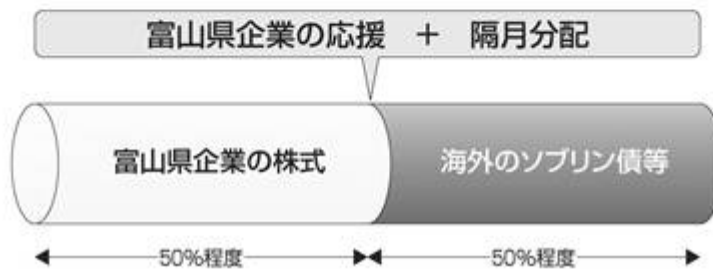 富山県企業の応援 + 隔月分配
富山県企業の株式
海外のソブリン債等
50%程度
50%程度